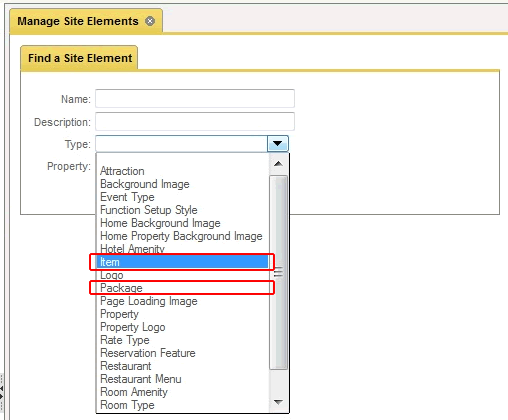 Manage Site Elements
Find a Site Element
Name:
Description:
Type:
Property:
Attraction
Background Image
Event Type
Function Setup Style
Home Background Image
Home Property Background Image
Hotel Amenity
Item
Logo
Package
Page Loading Image
Property
Property Logo
Rate Type
Reservation Feature
Restaurant
Restaurant Menu
Room Amenity
Room Type